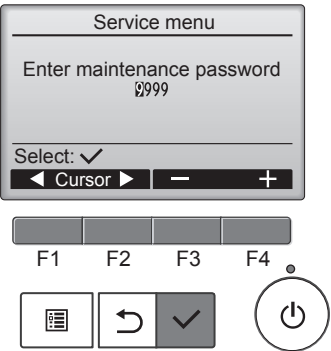 Service menu
Enter maintenance password
9999
Select: ✓
◀ Cursor ▶ − +
F1 F2 F3 F4